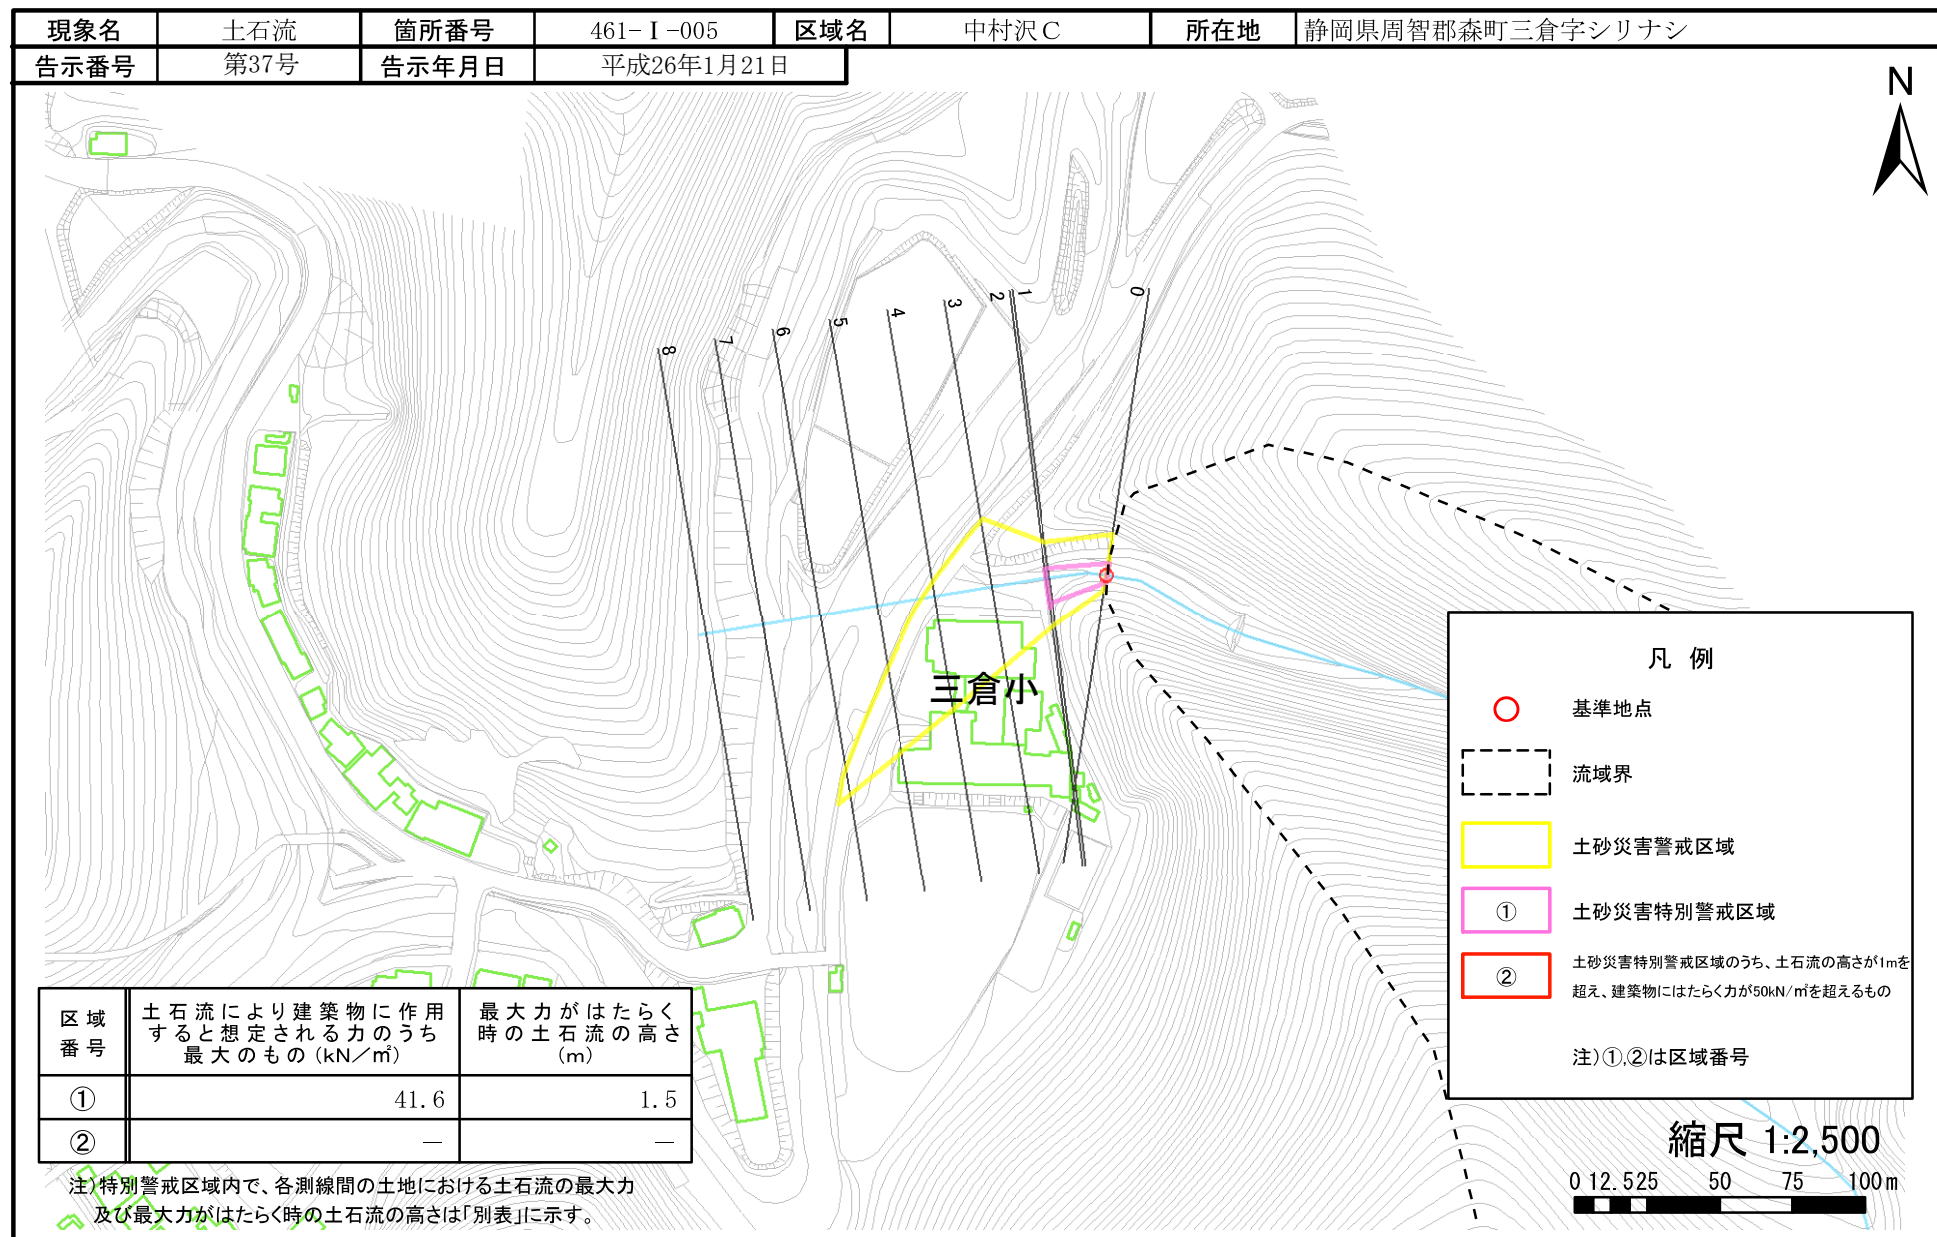 現象名 土石流 箇所番号 461-Ⅰ-005 区域名 中村沢C 所在地 静岡県周智郡森町三倉字シリナシ
告示番号 第37号 告示年月日 平成26年1月21日
N
0
1
2
3
4
5
6
7
8
三倉小
凡例
基準地点
流域界
土砂災害警戒区域
① 土砂災害特別警戒区域
② 土砂災害特別警戒区域のうち、土石流の高さが1mを
超え、建築物にはたらく力が50kN/㎡を超えるもの
注)①,②は区域番号
区域番号 土石流により建築物に作用すると想定される力のうち最大のもの(kN/㎡) 最大力がはたらく時の土石流の高さ(m)
① 41.6 1.5
② — —
注)特別警戒区域内で、各測線間の土地における土石流の最大力
及び最大力がはたらく時の土石流の高さは「別表」に示す。
縮尺 1:2,500
0 12.5 25 50 75 100m